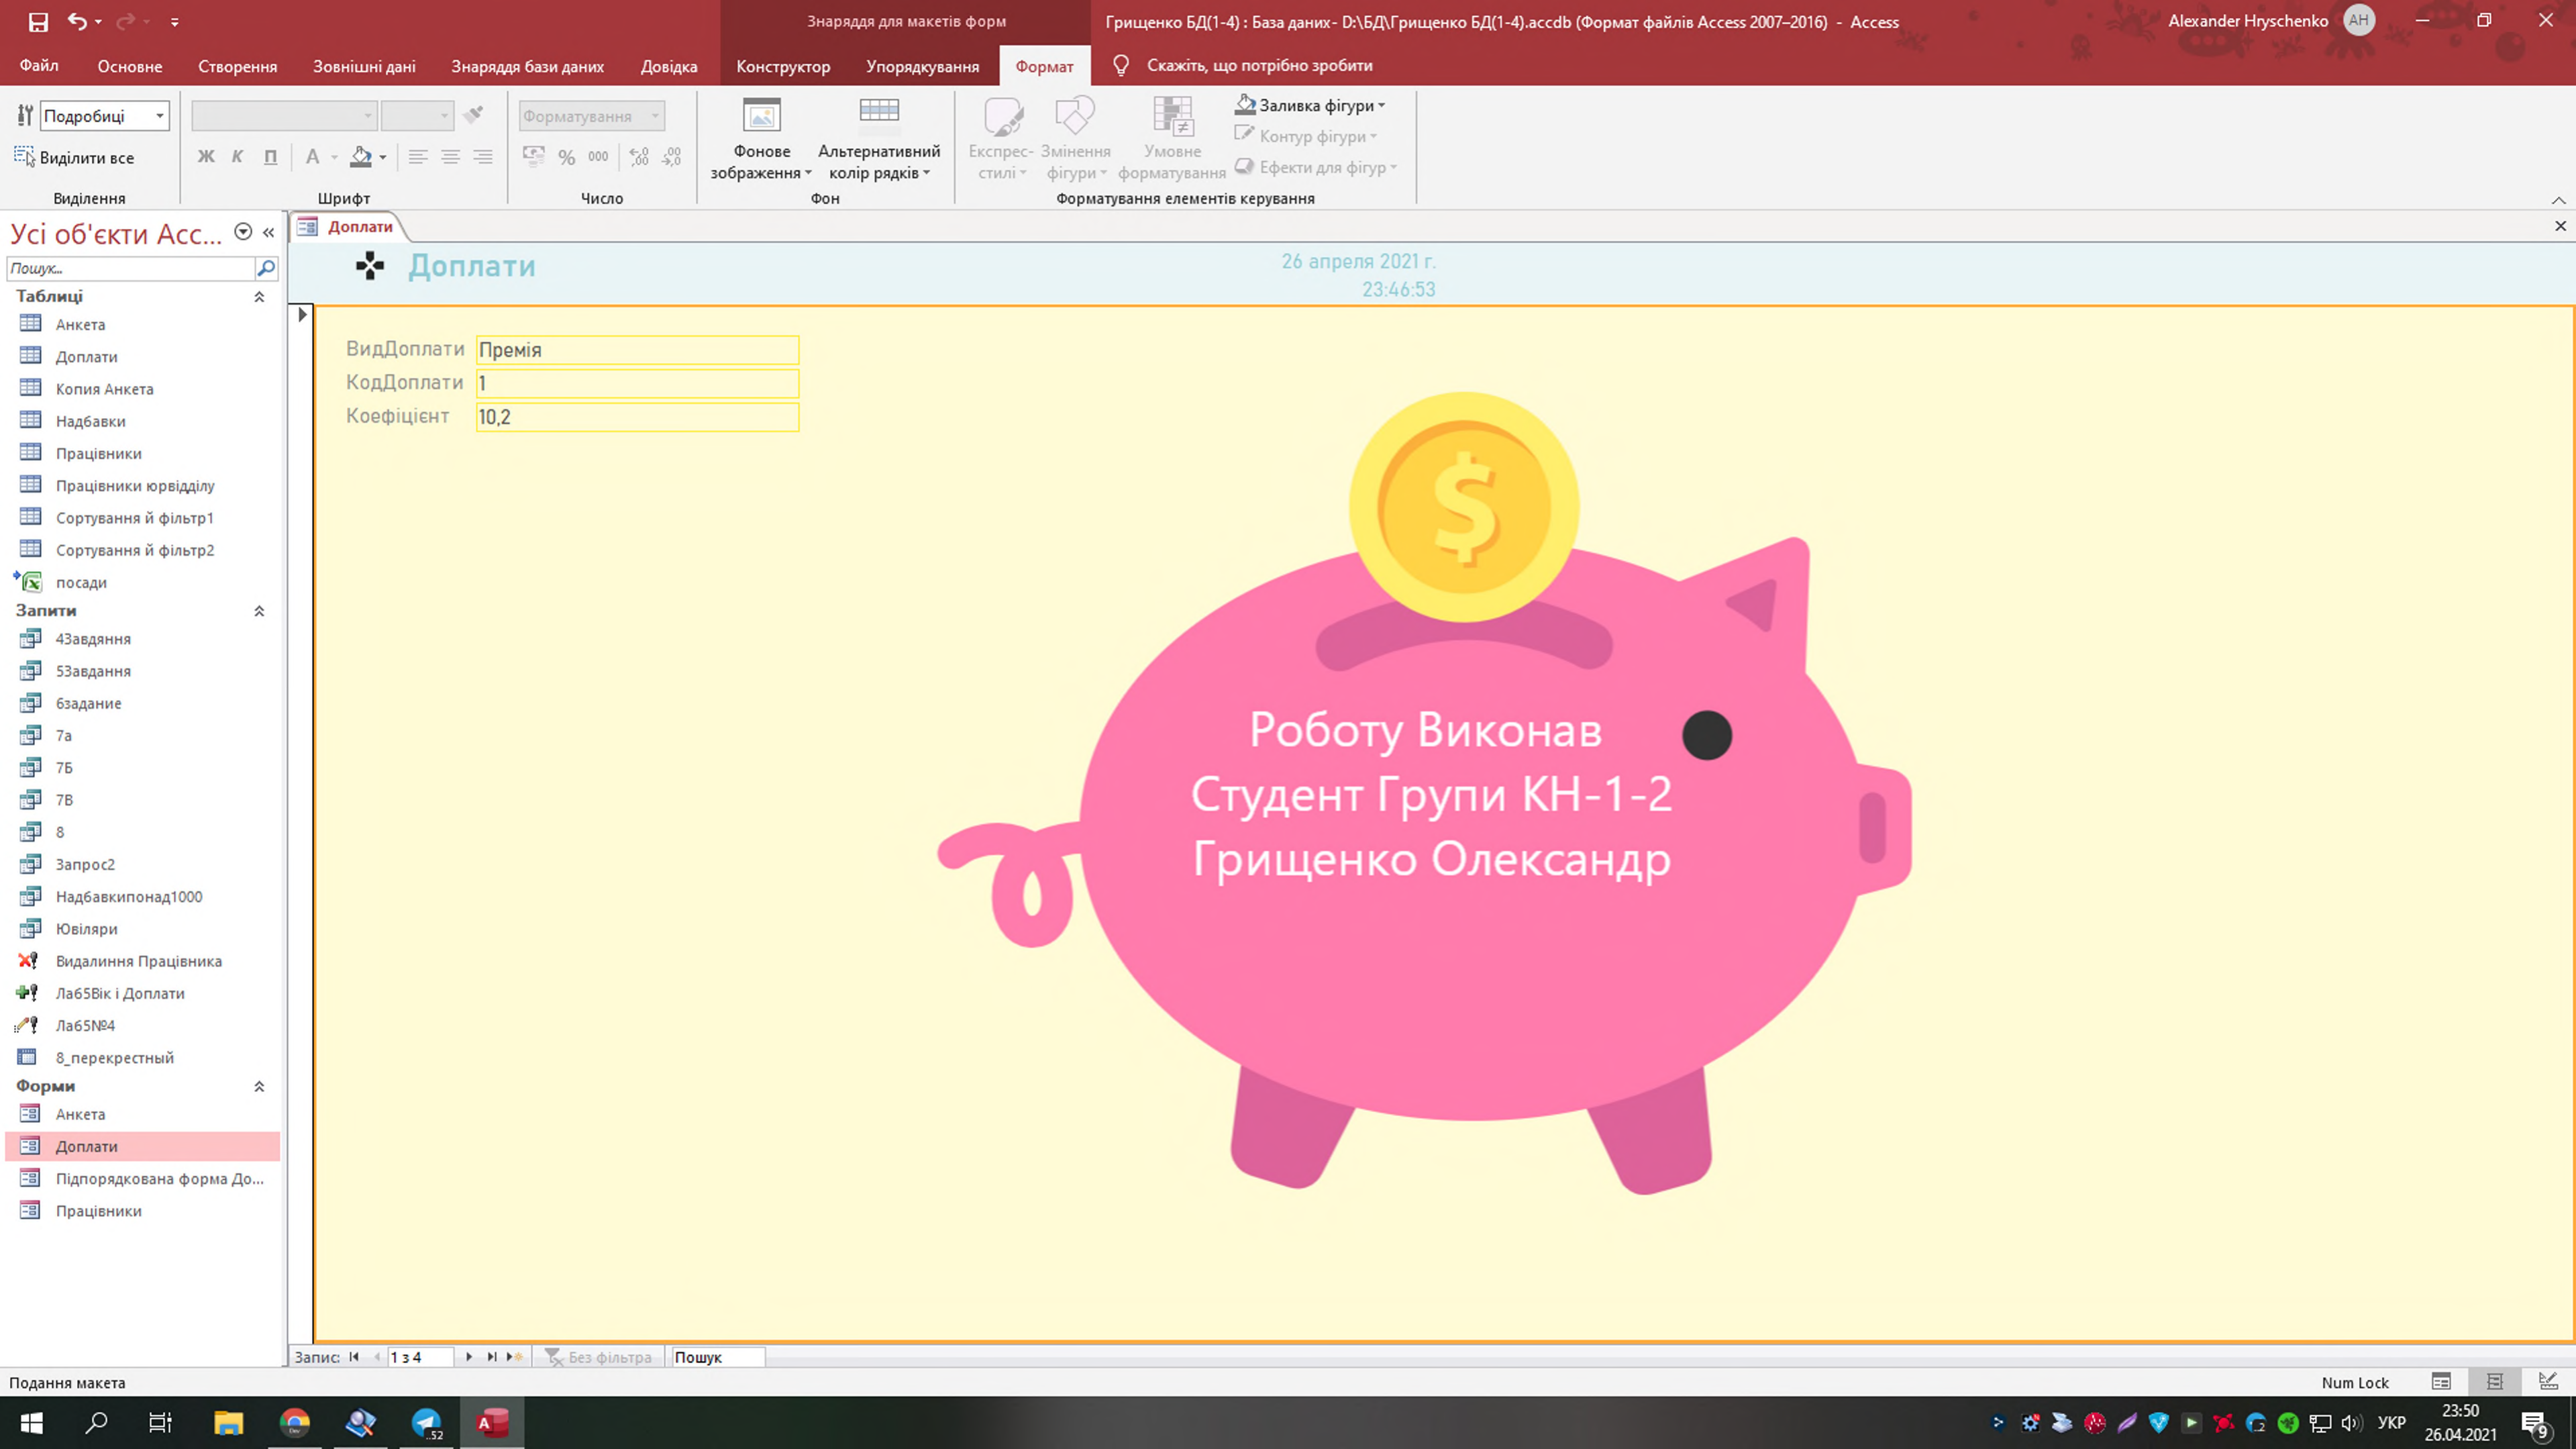 Знаряддя для макетів форм
Грищенко БД(1-4) : База даних- D:\БД\Грищенко БД(1-4).accdb (Формат файлів Access 2007–2016) - Access
Alexander Hryschenko
AH
Файл
Основне
Створення
Зовнішні дані
Знаряддя бази даних
Довідка
Конструктор
Упорядкування
Формат
Скажіть, що потрібно зробити
Подробиці
Виділити все
Виділення
Ж К П А
Шрифт
Форматування
% 000
Число
Фонове зображення
Альтернативний колір рядків
Фон
Експрес-стилі
Змінення фігури
Умовне форматування
Заливка фігури
Контур фігури
Ефекти для фігур
Форматування елементів керування
Усі об'єкти Acc...
Пошук...
Таблиці
Анкета
Доплати
Копия Анкета
Надбавки
Працівники
Працівники юрвідділу
Сортування й фільтр1
Сортування й фільтр2
посади
Запити
4Завдяння
5Завдання
6задание
7а
7Б
7В
8
Запрос2
Надбавкипонад1000
Ювіляри
Видалиння Працівника
Лаб5Вік і Доплати
Лаб5№4
8_перекрестный
Форми
Анкета
Доплати
Підпорядкована форма До...
Працівники
Доплати
Доплати
26 апреля 2021 г.
23:46:53
ВидДоплати Премія
КодДоплати 1
Коефіцієнт 10,2
$
Роботу Виконав
Студент Групи КН-1-2
Грищенко Олександр
Запис: 1 з 4 Без фільтра Пошук
Подання макета
Num Lock
Dev
..52
A
УКР
23:50
26.04.2021
9